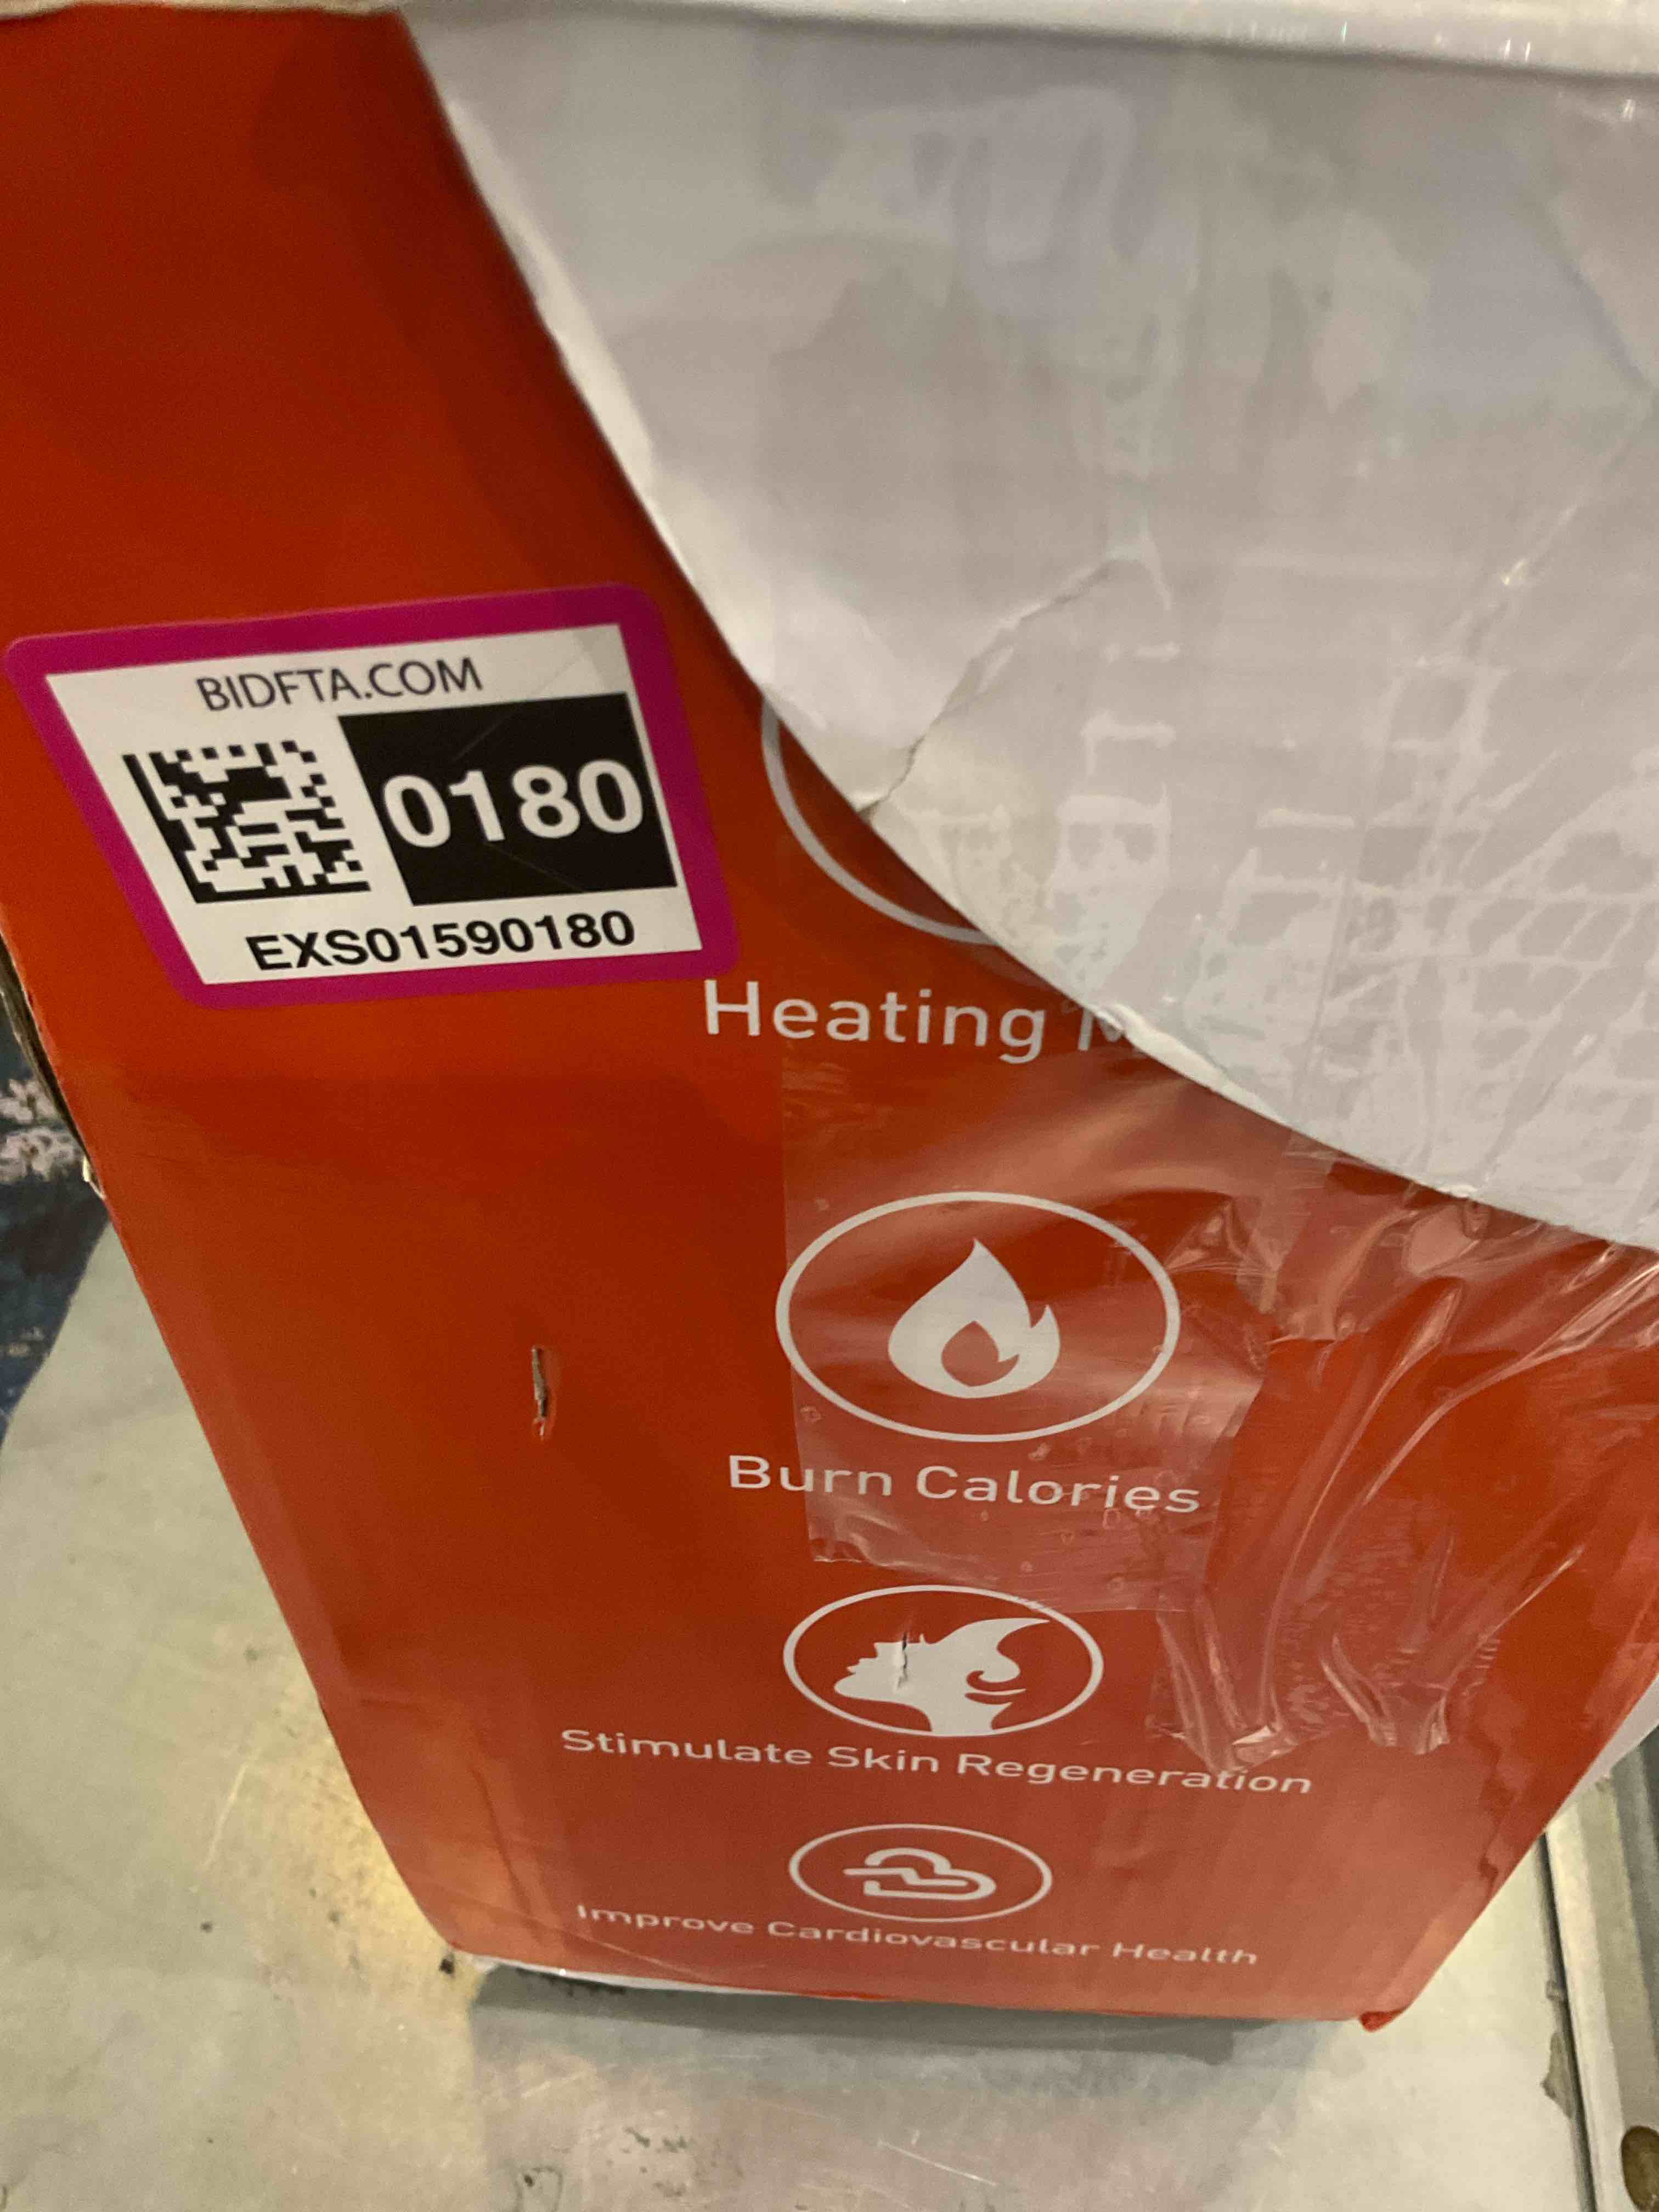 BIDFTA.COM
0180
EXS01590180
Heating
Burn Calories
Stimulate Skin Regeneration
Improve Cardiovascular Health